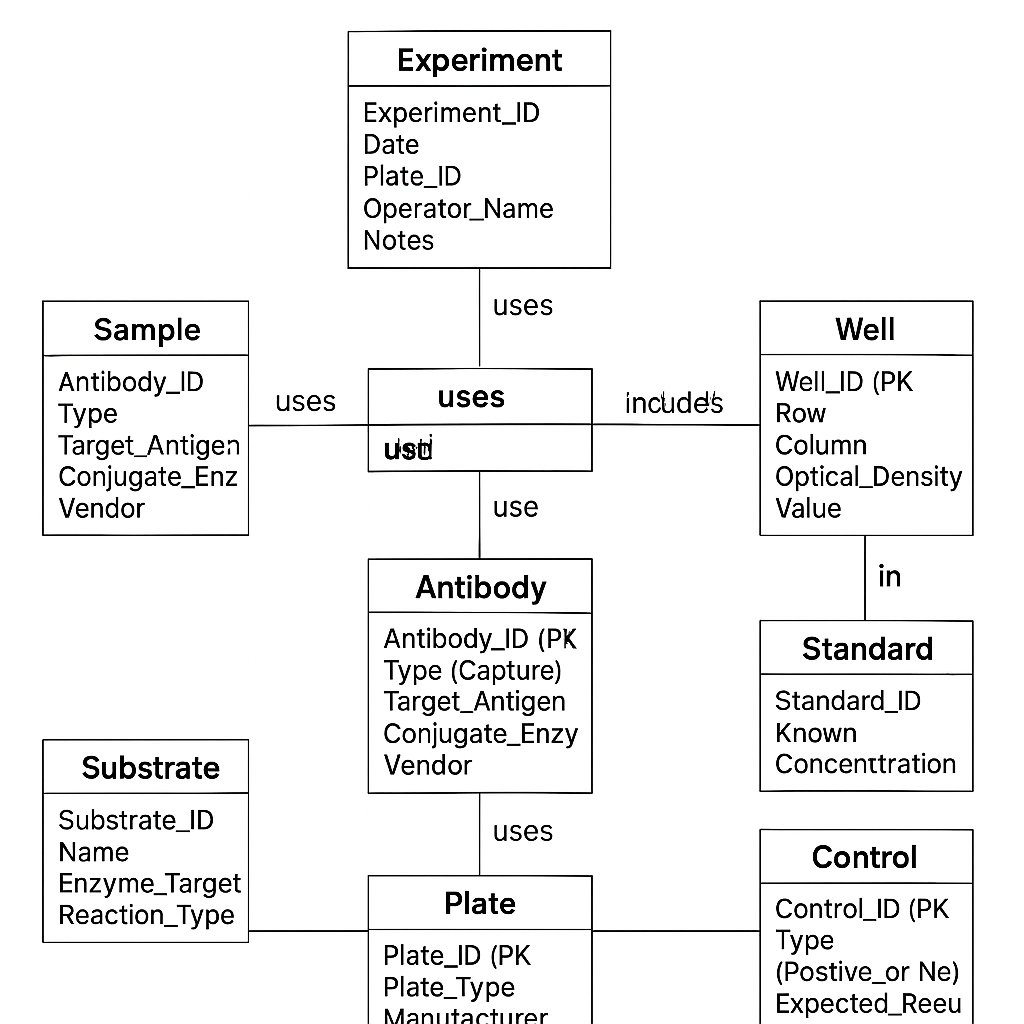 Experiment
Experiment_ID
Date
Plate_ID
Operator_Name
Notes
uses
Sample
Antibody_ID
Type
Target_Antigen
Conjugate_Enz
Vendor
uses
uses
includes
Well
Well_ID (PK
Row
Column
Optical_Density
Value
use
in
Antibody
Antibody_ID (PK
Type (Capture)
Target_Antigen
Conjugate_Enzy
Vendor
Standard
Standard_ID
Known
Concenttration
Substrate
Substrate_ID
Name
Enzyme_Target
Reaction_Type
uses
Plate
Plate_ID (PK
Plate_Type
Manufacturer
Control
Control_ID (PK
Type
(Postive_or Ne)
Expected_Reeu